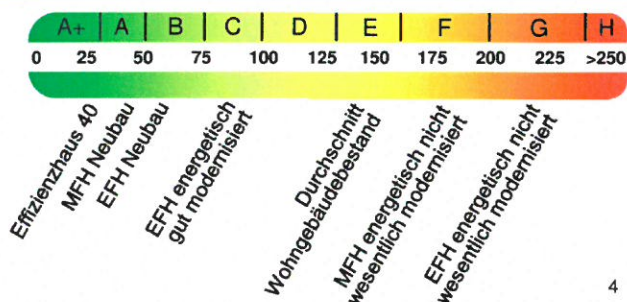 A+ A B C D E F G H
0 25 50 75 100 125 150 175 200 225 >250
Effizienzhaus 40
MFH Neubau
EFH Neubau
EFH energetisch
gut modernisiert
Durchschnitt
Wohngebäudebestand
MFH energetisch nicht
wesentlich modernisiert
EFH energetisch nicht
wesentlich modernisiert
4